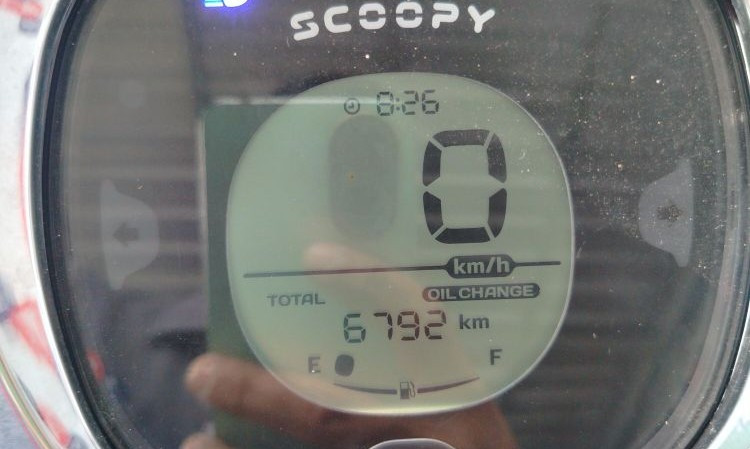 SCOOPY
8:26
0
km/h
TOTAL OIL CHANGE
6792 km
E F